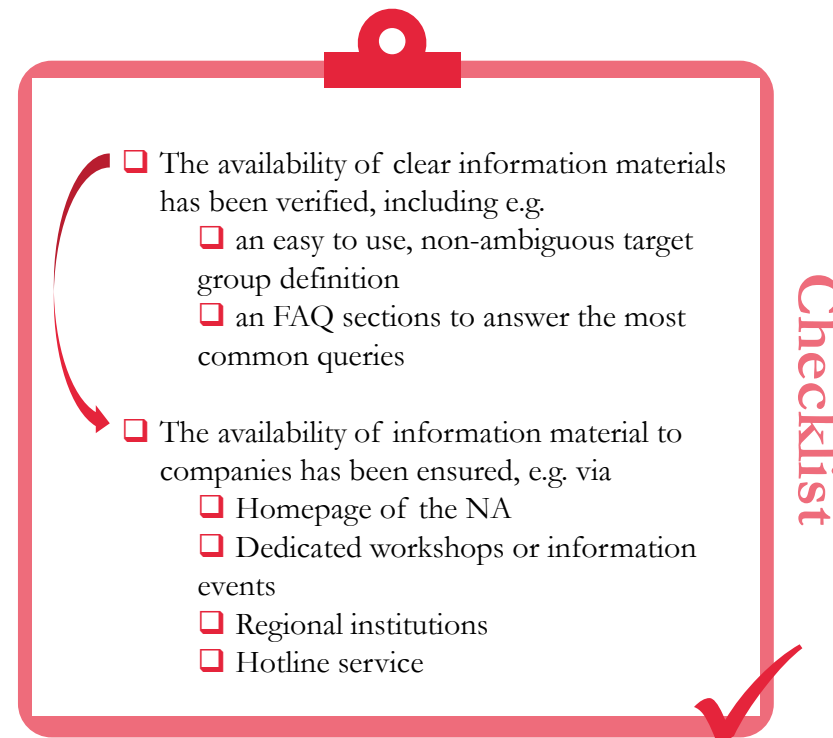 ❑ The availability of clear information materials
has been verified, including e.g.
❑ an easy to use, non-ambiguous target
group definition
❑ an FAQ sections to answer the most
common queries
❑ The availability of information material to
companies has been ensured, e.g. via
❑ Homepage of the NA
❑ Dedicated workshops or information
events
❑ Regional institutions
❑ Hotline service
Checklist